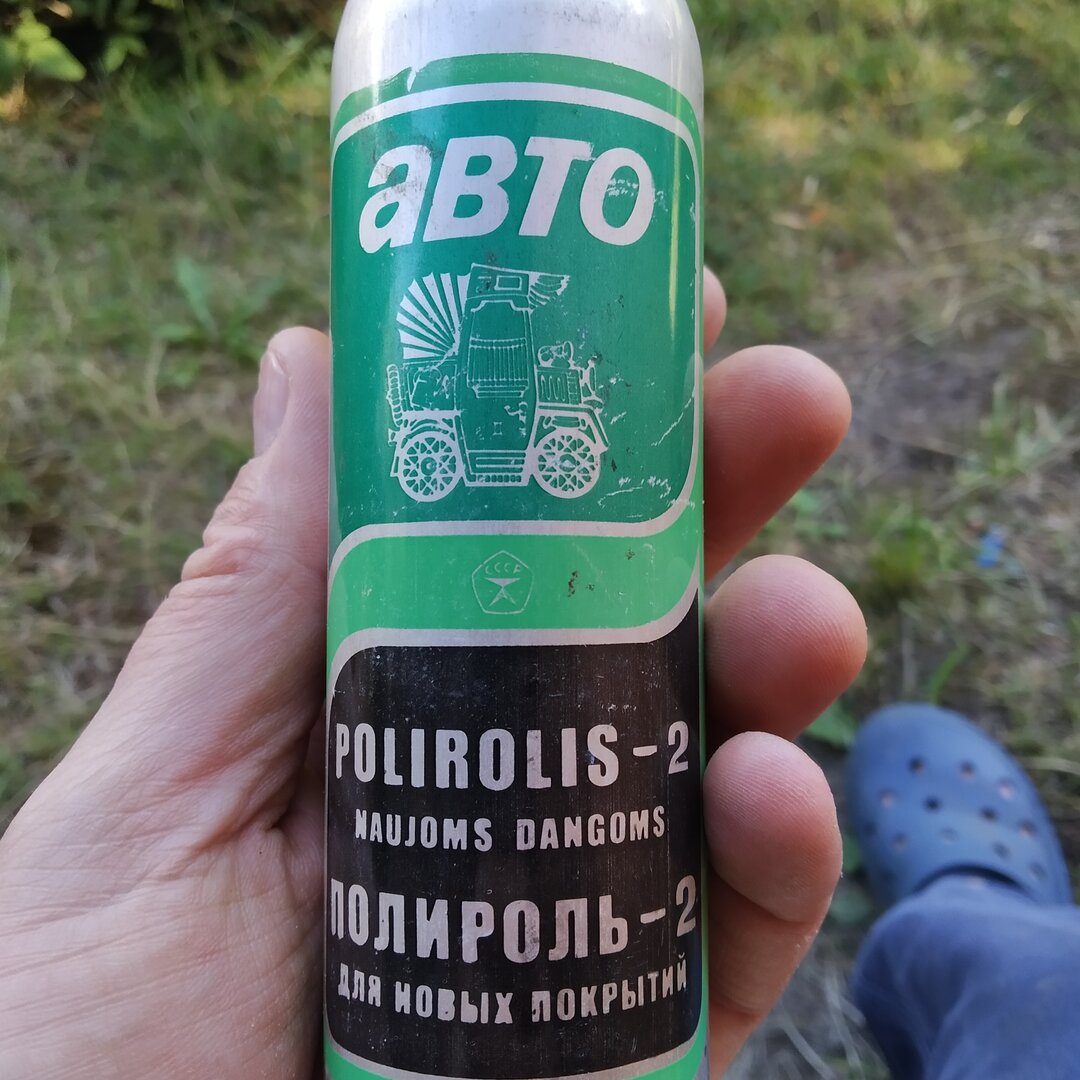 авто
СССР
POLIROLIS-2
NAUJOMS DANGOMS
ПОЛИРОЛЬ-2
ДЛЯ НОВЫХ ПОКРЫТИЙ